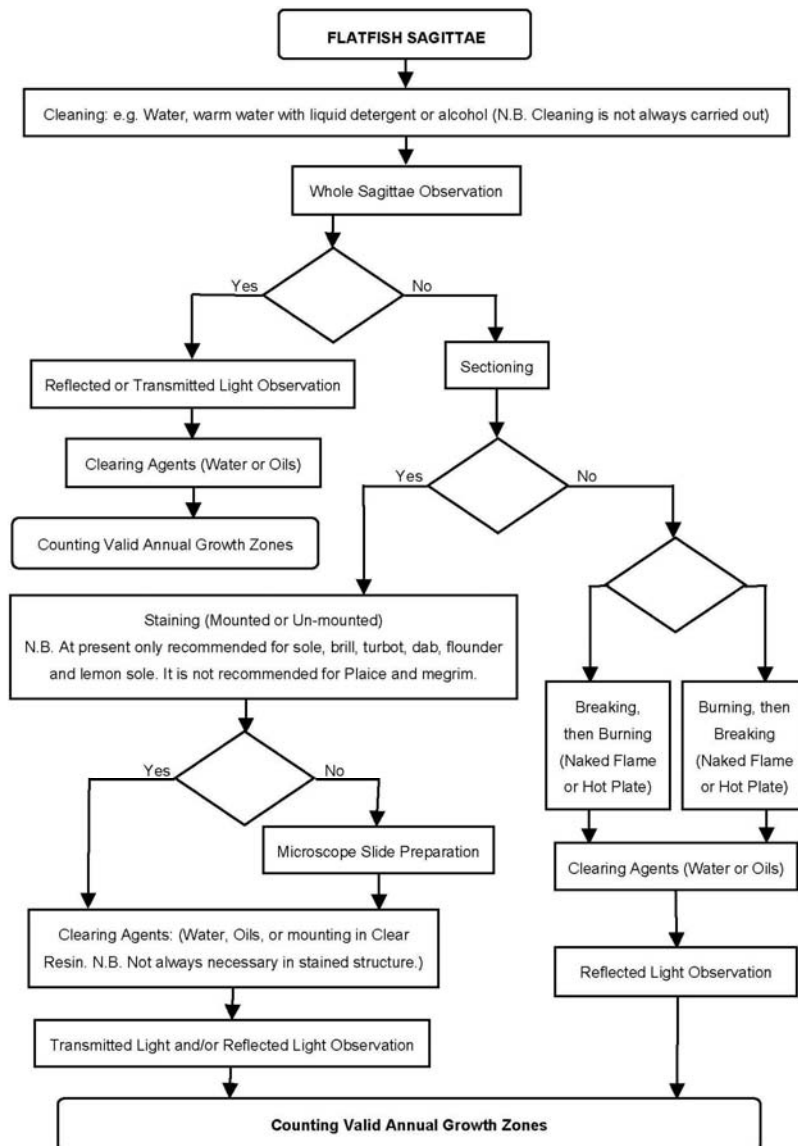 FLATFISH SAGITTAE
Cleaning: e.g. Water, warm water with liquid detergent or alcohol (N.B. Cleaning is not always carried out)
Whole Sagittae Observation
Yes
No
Reflected or Transmitted Light Observation
Sectioning
Clearing Agents (Water or Oils)
Yes
No
Counting Valid Annual Growth Zones
Staining (Mounted or Un-mounted)
N.B. At present only recommended for sole, brill, turbot, dab, flounder
and lemon sole. It is not recommended for Plaice and megrim.
Breaking,
then Burning
(Naked Flame
or Hot Plate)
Burning, then
Breaking
(Naked Flame
or Hot Plate)
Yes
No
Microscope Slide Preparation
Clearing Agents (Water or Oils)
Clearing Agents: (Water, Oils, or mounting in Clear
Resin. N.B. Not always necessary in stained structure.)
Reflected Light Observation
Transmitted Light and/or Reflected Light Observation
Counting Valid Annual Growth Zones